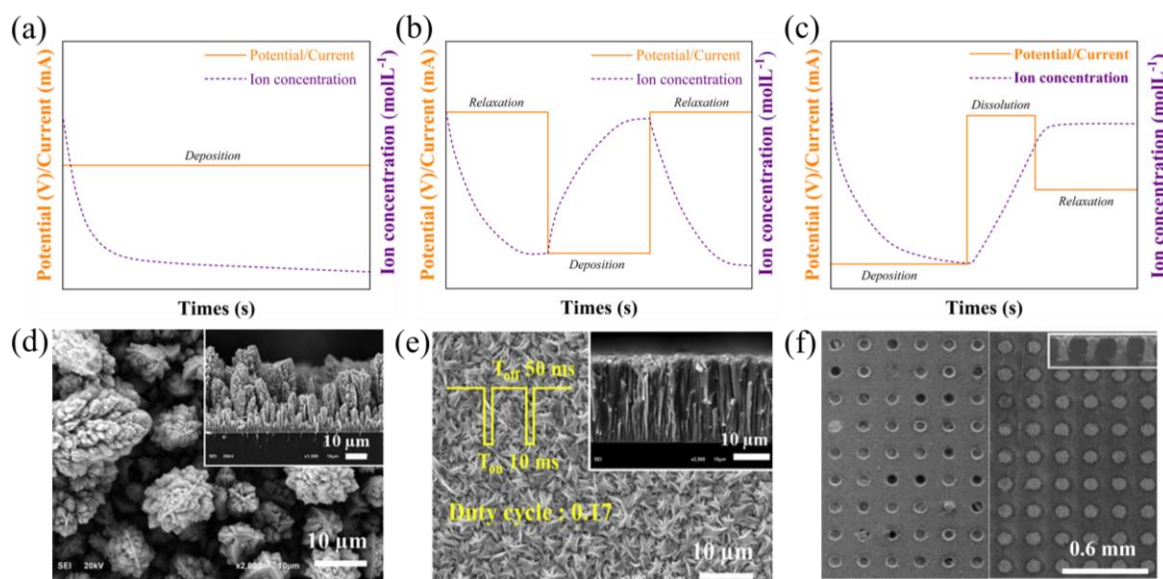 (a)
Potential/Current
Ion concentration
Deposition
Potential (V)/Current (mA)
Ion concentration (molL⁻¹)
Times (s)
(b)
Potential/Current
Ion concentration
Relaxation
Relaxation
Deposition
Potential (V)/Current (mA)
Ion concentration (molL⁻¹)
Times (s)
(c)
Potential/Current
Ion concentration
Dissolution
Relaxation
Deposition
Potential (V)/Current (mA)
Ion concentration (molL⁻¹)
Times (s)
(d)
10 µm
10 µm
SEI 20kV
(e)
Toff 50 ms
Ton 10 ms
Duty cycle : 0.17
10 µm
10 µm
(f)
0.6 mm